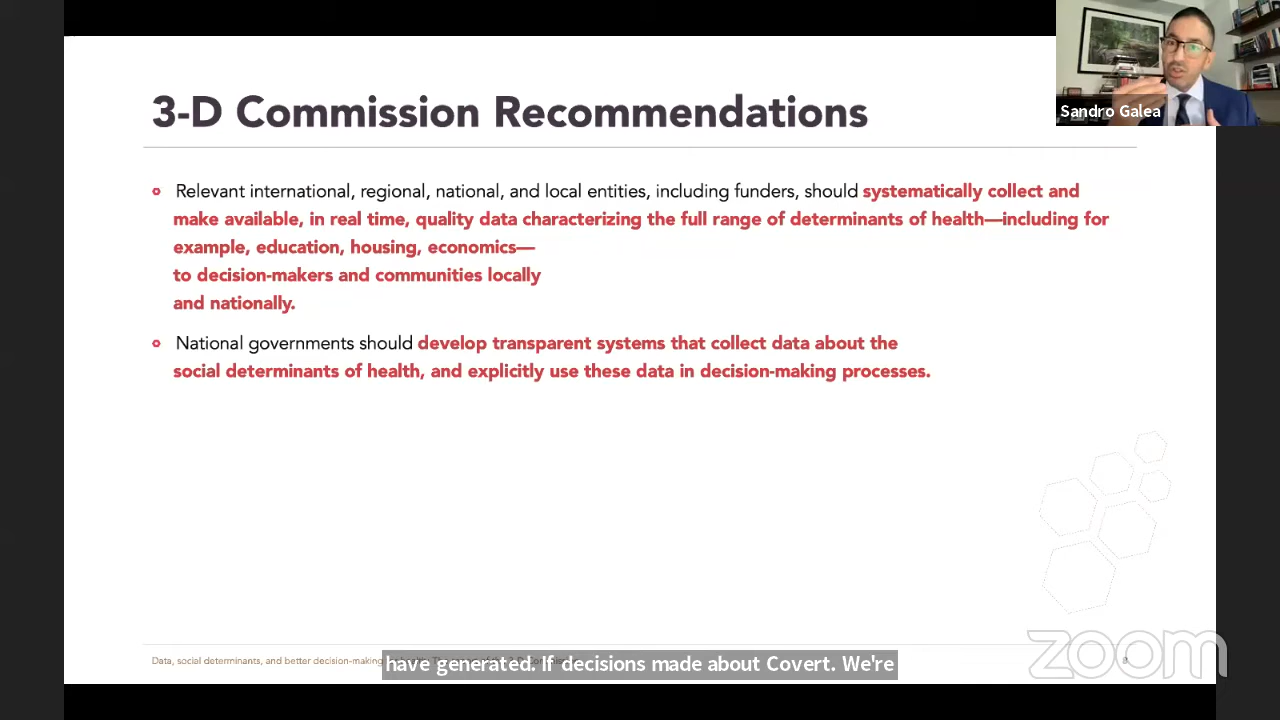 3-D Commission Recommendations
Sandro Galea
Relevant international, regional, national, and local entities, including funders, should systematically collect and
make available, in real time, quality data characterizing the full range of determinants of health—including for
example, education, housing, economics—
to decision-makers and communities locally
and nationally.
National governments should develop transparent systems that collect data about the
social determinants of health, and explicitly use these data in decision-making processes.
Data, social determinants, and better decision-making
have generated. If decisions made about Covert. We're
zoom